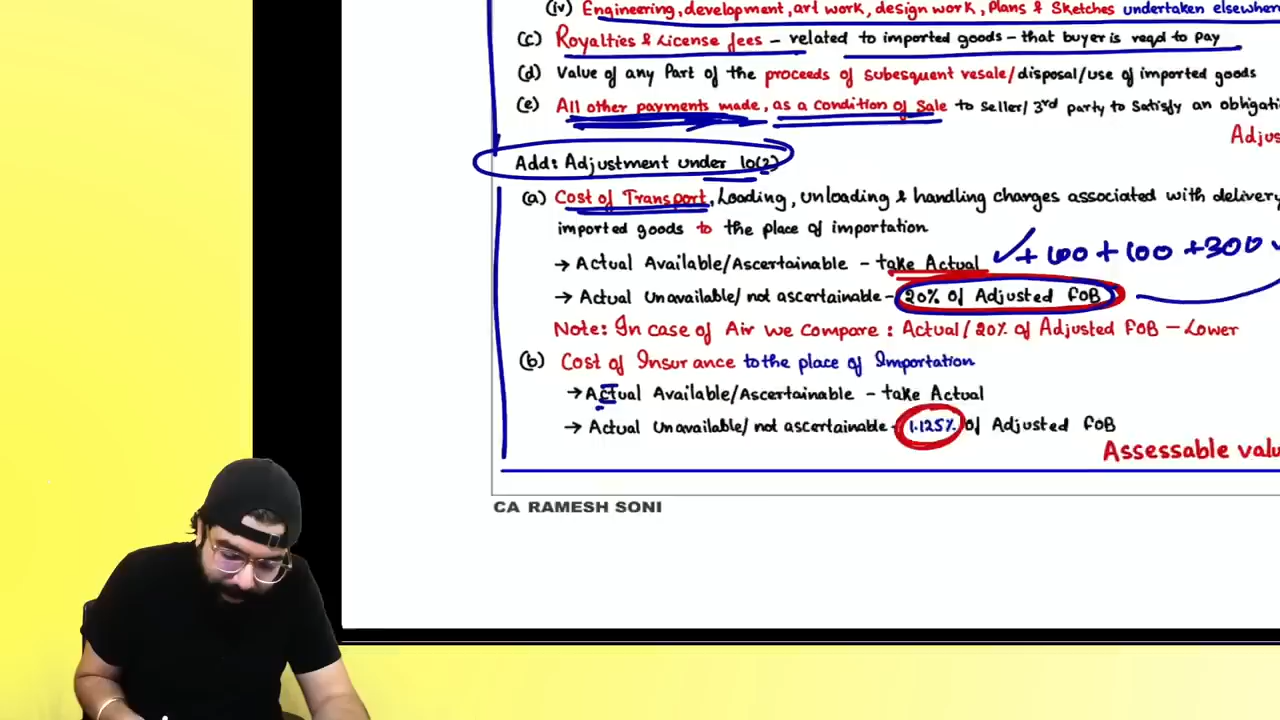 (iv) Engineering, development, art work, design work, Plans & Sketches undertaken elsewhere
(c) Royalties & License fees – related to imported goods – that buyer is reqd to pay
(d) Value of any Part of the proceeds of subsequent resale/disposal/use of imported goods
(e) All other payments made, as a condition of Sale to seller/3rd party to Satisfy an obliga
Adjus
Add: Adjustment under 10(2)
(a) Cost of Transport, Loading, unloading & handling charges associated with delivery
imported goods to the place of importation
→ Actual Available/Ascertainable – take Actual ✓ + 100 + 100 + 300
→ Actual Unavailable/not ascertainable – 20% of Adjusted FOB
Note: In case of Air we Compare : Actual/20% of Adjusted FOB – Lower
(b) Cost of Insurance to the place of Importation
→ Actual Available/Ascertainable – take Actual
→ Actual Unavailable/not ascertainable – 1.125% of Adjusted FOB
Assessable valu
CA RAMESH SONI